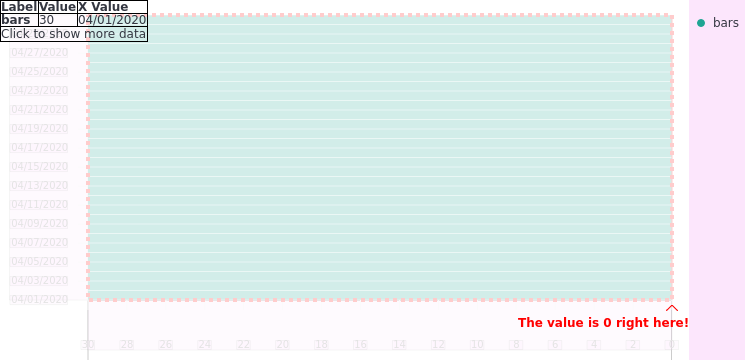 Label Value X Value
bars 30 04/01/2020
Click to show more data
bars
04/27/2020
04/25/2020
04/23/2020
04/21/2020
04/19/2020
04/17/2020
04/15/2020
04/13/2020
04/11/2020
04/09/2020
04/07/2020
04/05/2020
04/03/2020
04/01/2020
The value is 0 right here!
30 28 26 24 22 20 18 16 14 12 10 8 6 4 2 0